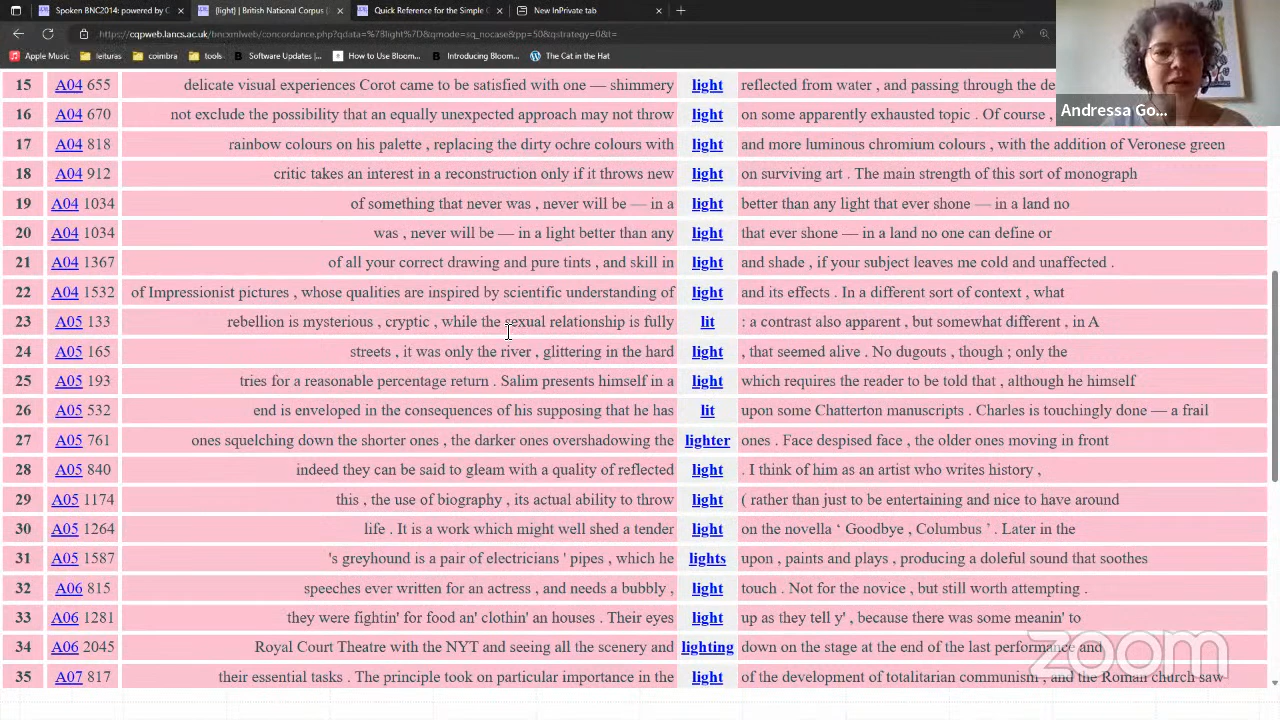 Spoken BNC2014: powered by C
{light} | British National Corpus (
Quick Reference for the Simple C
New InPrivate tab
https://cqpweb.lancs.ac.uk/bncxmlweb/concordance.php?qdata=%7Blight%7D&qmode=sq_nocase&pp=50&qstrategy=0&t=
Apple Music leituras coimbra tools Software Updates |... How to Use Bloom... Introducing Bloom... The Cat in the Hat
Andressa Go...
15 A04 655 delicate visual experiences Corot came to be satisfied with one — shimmery light reflected from water , and passing through the de
16 A04 670 not exclude the possibility that an equally unexpected approach may not throw light on some apparently exhausted topic . Of course ,
17 A04 818 rainbow colours on his palette , replacing the dirty ochre colours with light and more luminous chromium colours , with the addition of Veronese green
18 A04 912 critic takes an interest in a reconstruction only if it throws new light on surviving art . The main strength of this sort of monograph
19 A04 1034 of something that never was , never will be — in a light better than any light that ever shone — in a land no
20 A04 1034 was , never will be — in a light better than any light that ever shone — in a land no one can define or
21 A04 1367 of all your correct drawing and pure tints , and skill in light and shade , if your subject leaves me cold and unaffected .
22 A04 1532 of Impressionist pictures , whose qualities are inspired by scientific understanding of light and its effects . In a different sort of context , what
23 A05 133 rebellion is mysterious , cryptic , while the sexual relationship is fully lit : a contrast also apparent , but somewhat different , in A
24 A05 165 streets , it was only the river , glittering in the hard light , that seemed alive . No dugouts , though ; only the
25 A05 193 tries for a reasonable percentage return . Salim presents himself in a light which requires the reader to be told that , although he himself
26 A05 532 end is enveloped in the consequences of his supposing that he has lit upon some Chatterton manuscripts . Charles is touchingly done — a frail
27 A05 761 ones squelching down the shorter ones , the darker ones overshadowing the lighter ones . Face despised face , the older ones moving in front
28 A05 840 indeed they can be said to gleam with a quality of reflected light . I think of him as an artist who writes history ,
29 A05 1174 this , the use of biography , its actual ability to throw light ( rather than just to be entertaining and nice to have around
30 A05 1264 life . It is a work which might well shed a tender light on the novella ‘ Goodbye , Columbus ’ . Later in the
31 A05 1587 's greyhound is a pair of electricians ' pipes , which he lights upon , paints and plays , producing a doleful sound that soothes
32 A06 815 speeches ever written for an actress , and needs a bubbly , light touch . Not for the novice , but still worth attempting .
33 A06 1281 they were fightin' for food an' clothin' an houses . Their eyes light up as they tell y' , because there was some meanin' to
34 A06 2045 Royal Court Theatre with the NYT and seeing all the scenery and lighting down on the stage at the end of the last performance and
35 A07 817 their essential tasks . The principle took on particular importance in the light of the development of totalitarian communism , and the Roman church saw
zoom